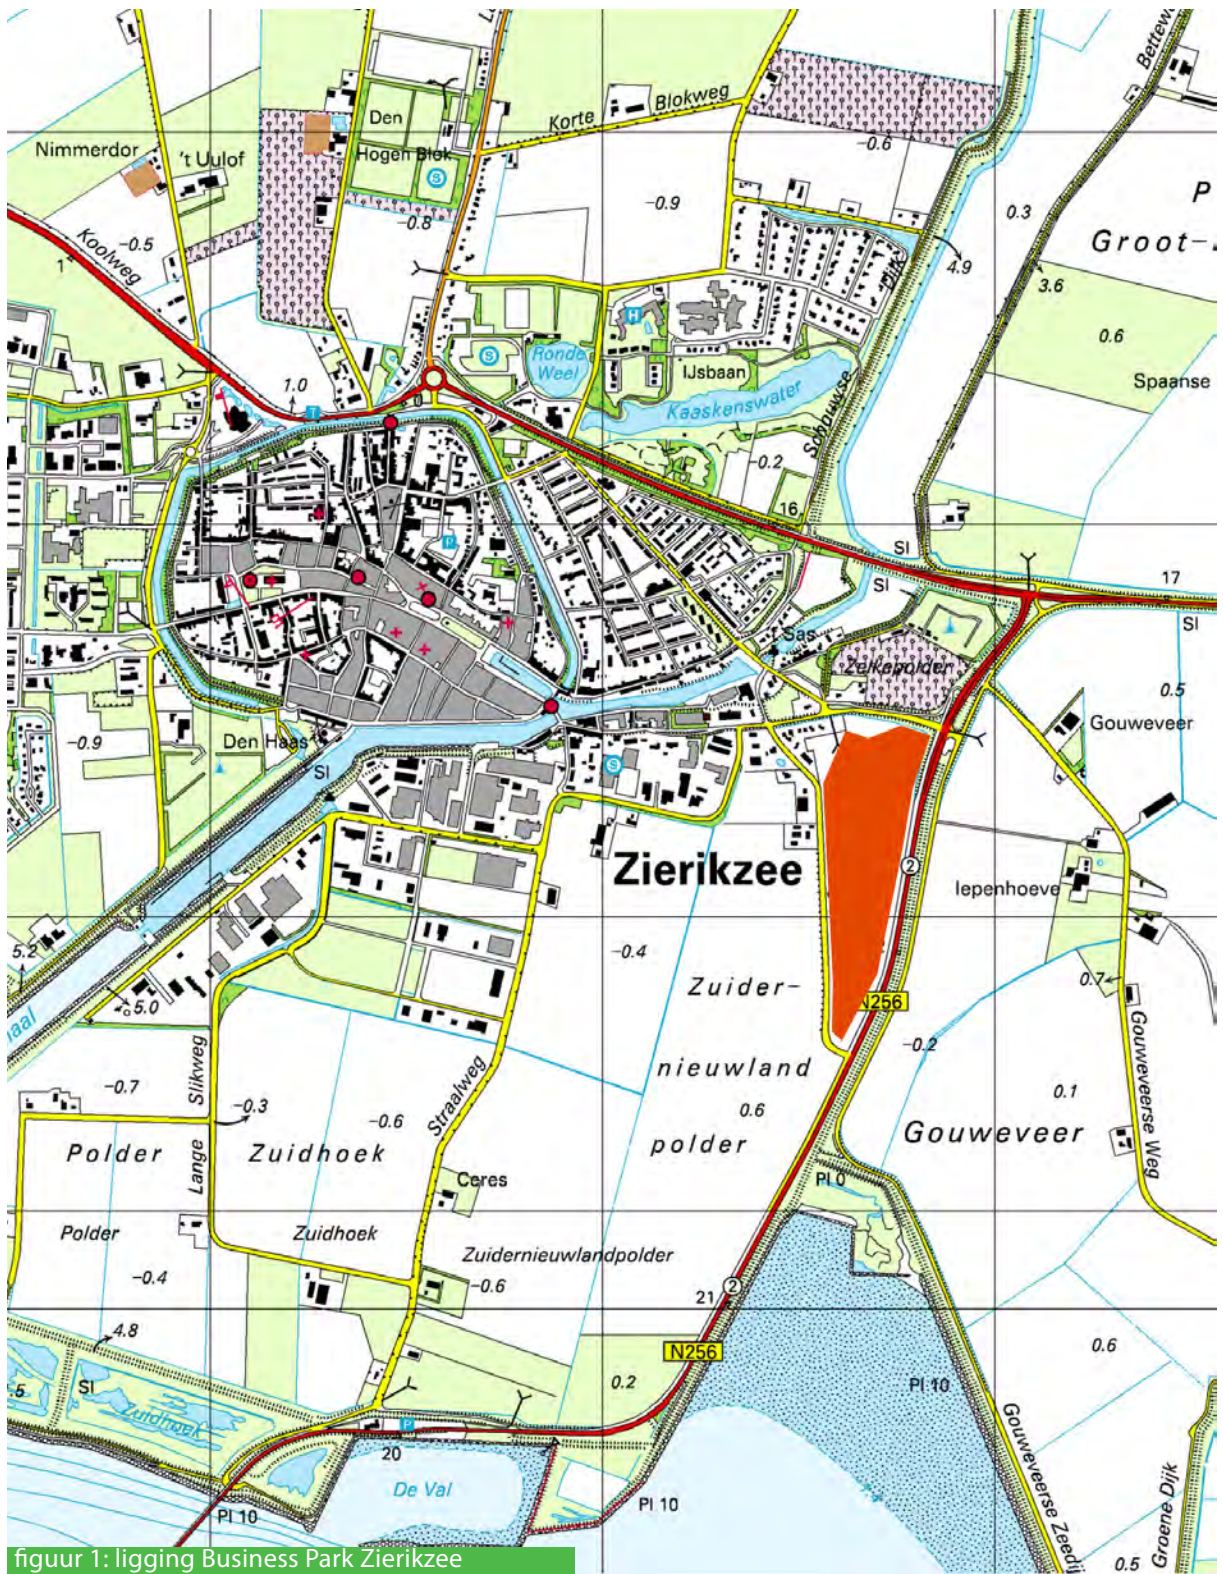 Nimmerdor
't Uulof
Den
Hogen Blok
S
Korte Blokweg
-0.6
-0.9
-0.8
-0.5
Koolweg
1
0.3
P
Groot-
4.9
3.6
0.6
Dijk
H
IJsbaan
Ronde
Weel
S
Kaaskenswater
Spaanse
1.0
T
0
Schouwse
-0.2
16
P
Sl
Sl
17
Sl
Sas
Zelkepolder
0.5
Gouweveer
-0.9
Den Haas
Sl
S
Zierikzee
2
Iepenhoeve
-0.4
Zuider-
nieuwland
polder
0.6
N256
5.2
5.0
0.7
-0.2
0.1
Gouweveer
Gouweveerse Weg
Lange Slikweg
-0.7
-0.3
-0.6
Straalweg
Polder
Zuidhoek
Ceres
Pl 0
Polder
Zuidhoek
Zuidernieuwlandpolder
-0.4
-0.6
2
21
N256
4.8
0.6
.5
Sl
Zuidhoek
0.2
Pl 10
P
20
De Val
Pl 10
Pl 10
Gouweveerse Zeedij
Groene Dijk
0.5
figuur 1: ligging Business Park Zierikzee